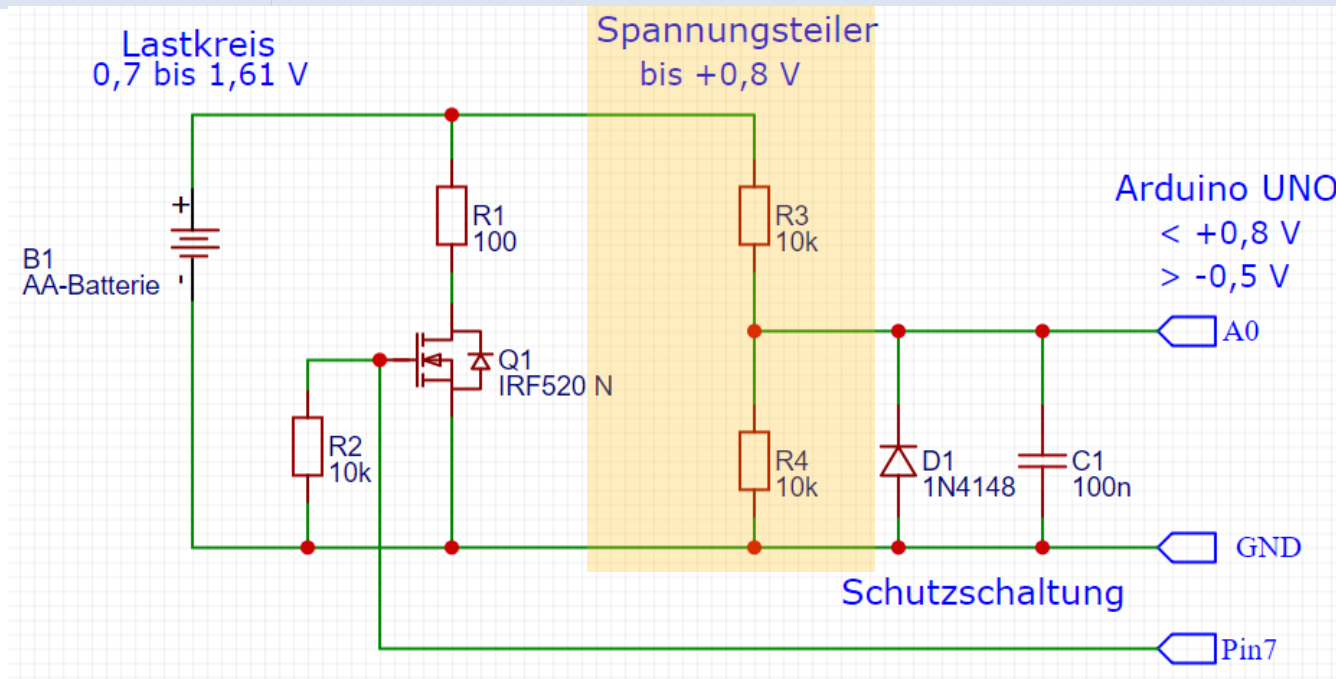 Lastkreis
0,7 bis 1,61 V
Spannungsteiler
bis +0,8 V
Arduino UNO
< +0,8 V
> -0,5 V
+
B1
AA-Batterie
-
R1
100
R3
10k
A0
Q1
IRF520 N
R2
10k
R4
10k
D1
1N4148
C1
100n
GND
Schutzschaltung
Pin7